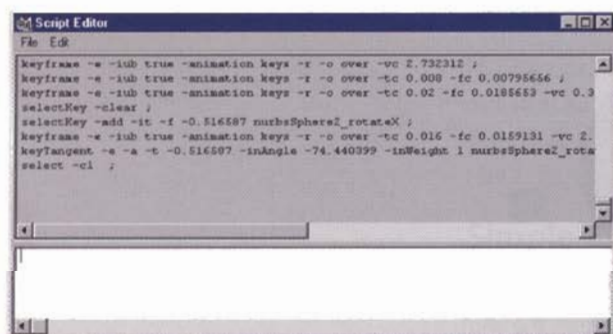 Script Editor
File Edit
keyframe -e -iub true -animation keys -r -o over -vc 2.732312 ;
keyframe -e -iub true -animation keys -r -o over -tc 0.008 -fc 0.00795656 ;
keyframe -e -iub true -animation keys -r -o over -tc 0.02 -fc 0.0185653 -vc 0.3
selectKey -clear ;
selectKey -add -it -f -0.516587 nurbsSphere2_rotateX ;
keyframe -e -iub true -animation keys -r -o over -tc 0.016 -fc 0.0159131 -vc 2.
keyTangent -e -a -t -0.516587 -inAngle -74.440399 -inWeight 1 nurbsSphere2_rota
select -cl ;